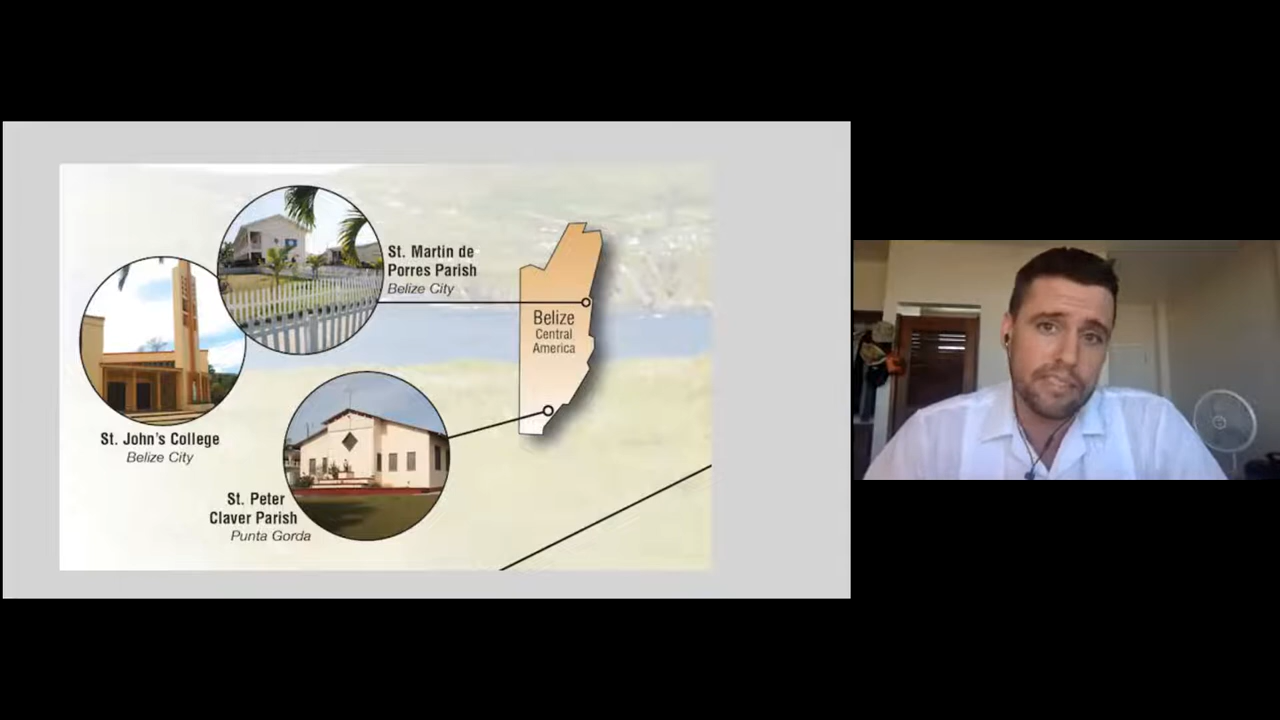 St. Martin de
Porres Parish
Belize City
Belize
Central
America
St. John's College
Belize City
St. Peter
Claver Parish
Punta Gorda